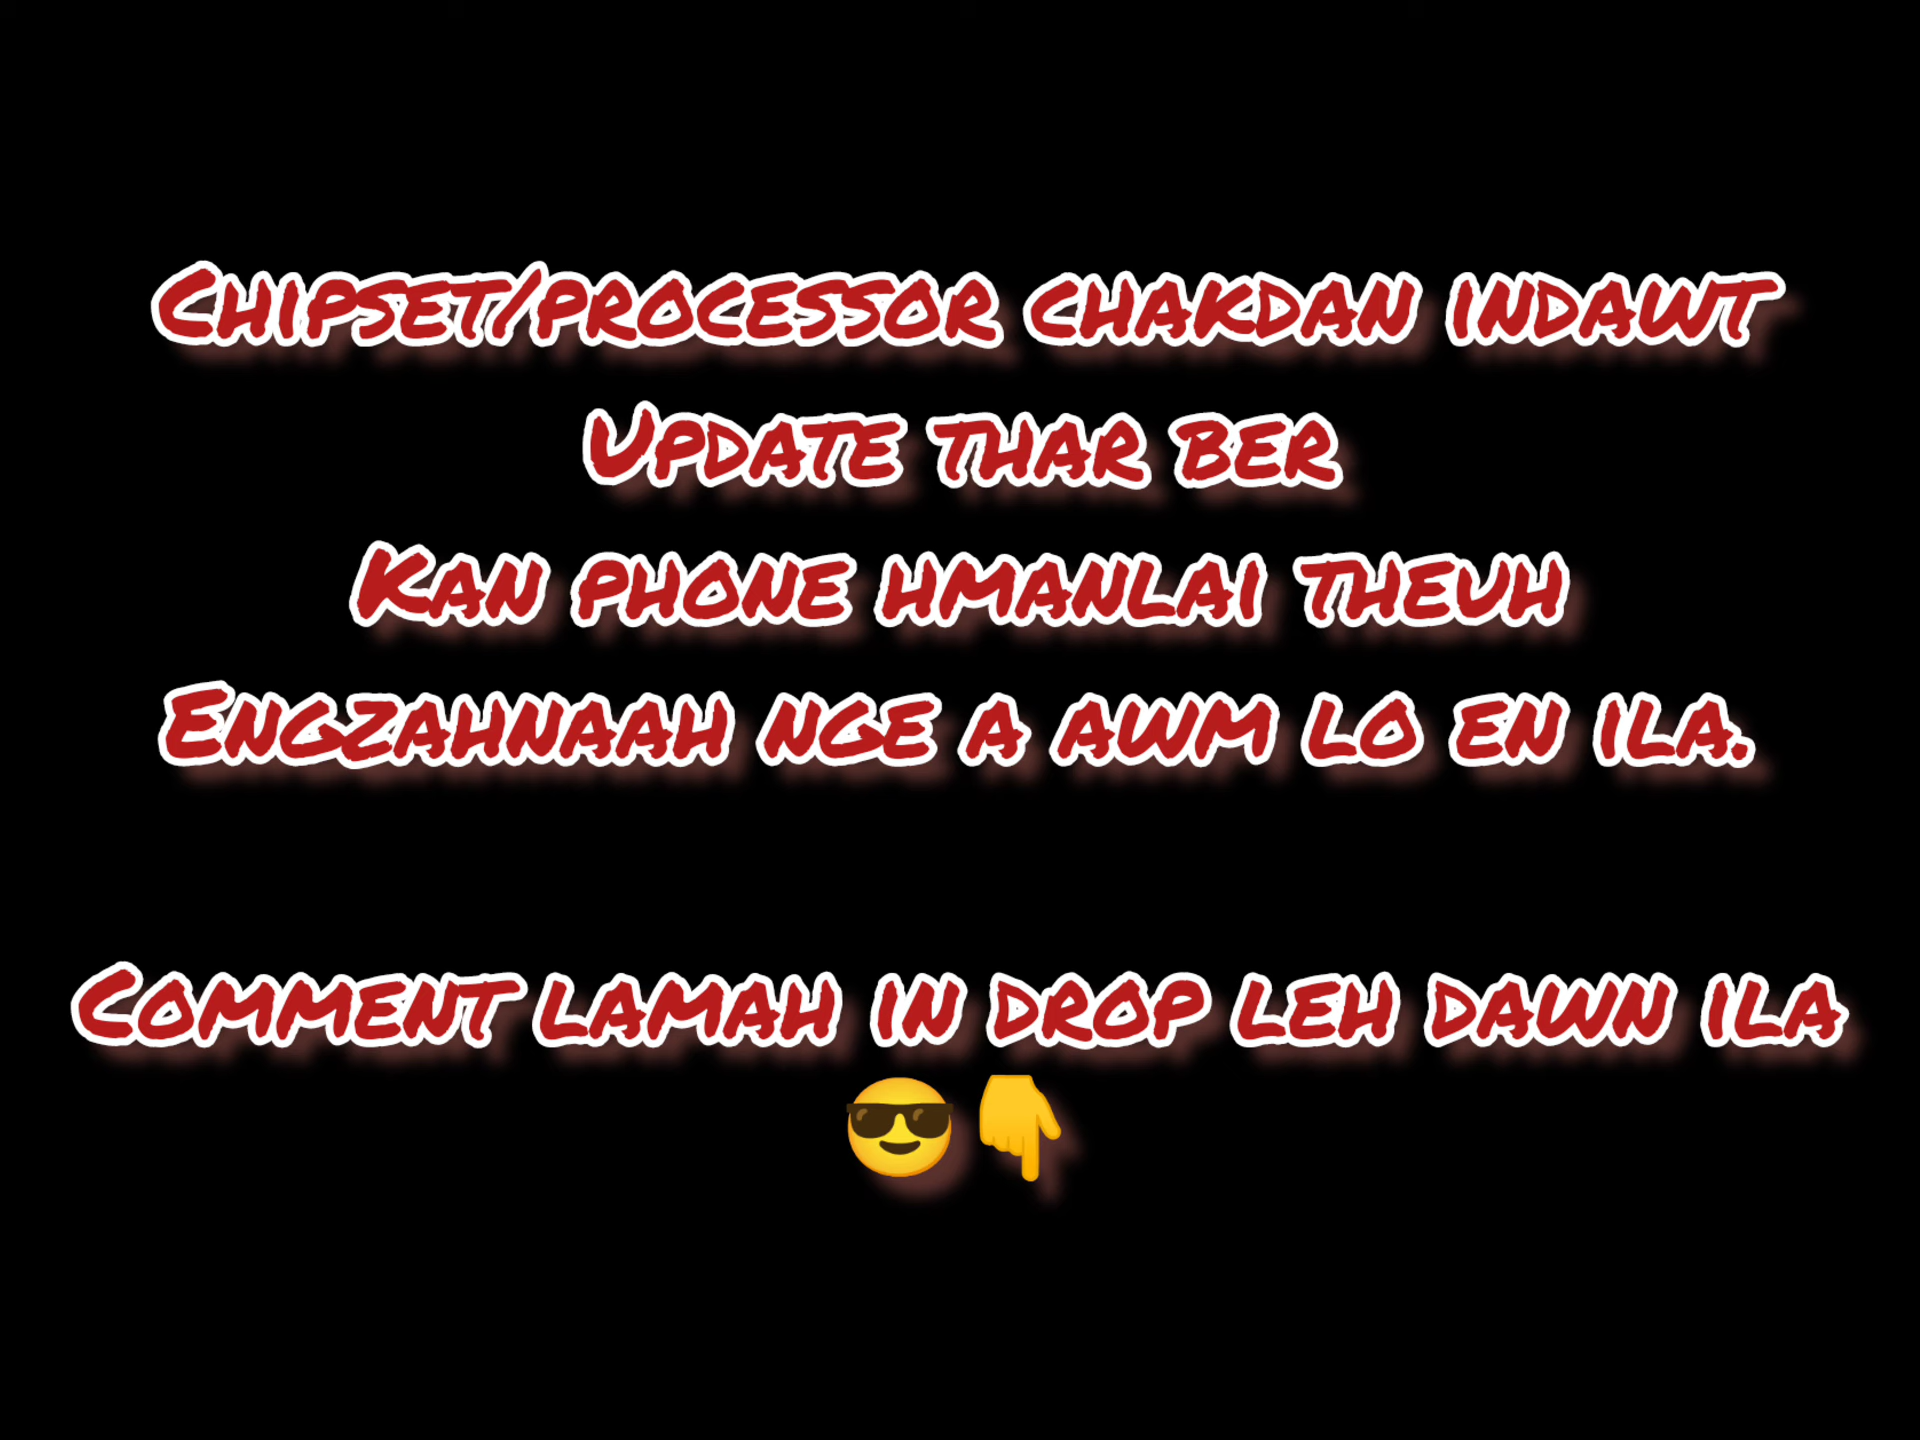 Chipset/processor chakdan indawt
Update thar ber
Kan phone hmanlai theuh
Engzahnaah nge a awm lo en ila.
Comment lamah in drop leh dawn ila
😎👇